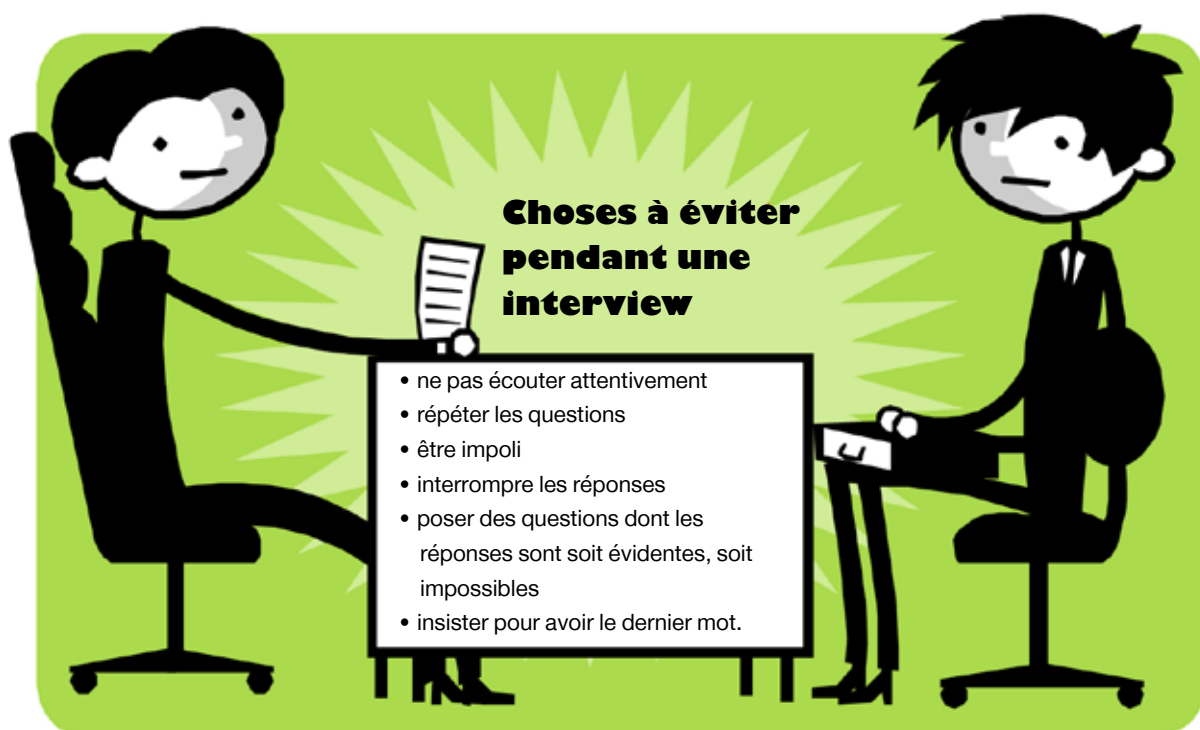 Choses à éviter
pendant une
interview
• ne pas écouter attentivement
• répéter les questions
• être impoli
• interrompre les réponses
• poser des questions dont les
réponses sont soit évidentes, soit
impossibles
• insister pour avoir le dernier mot.